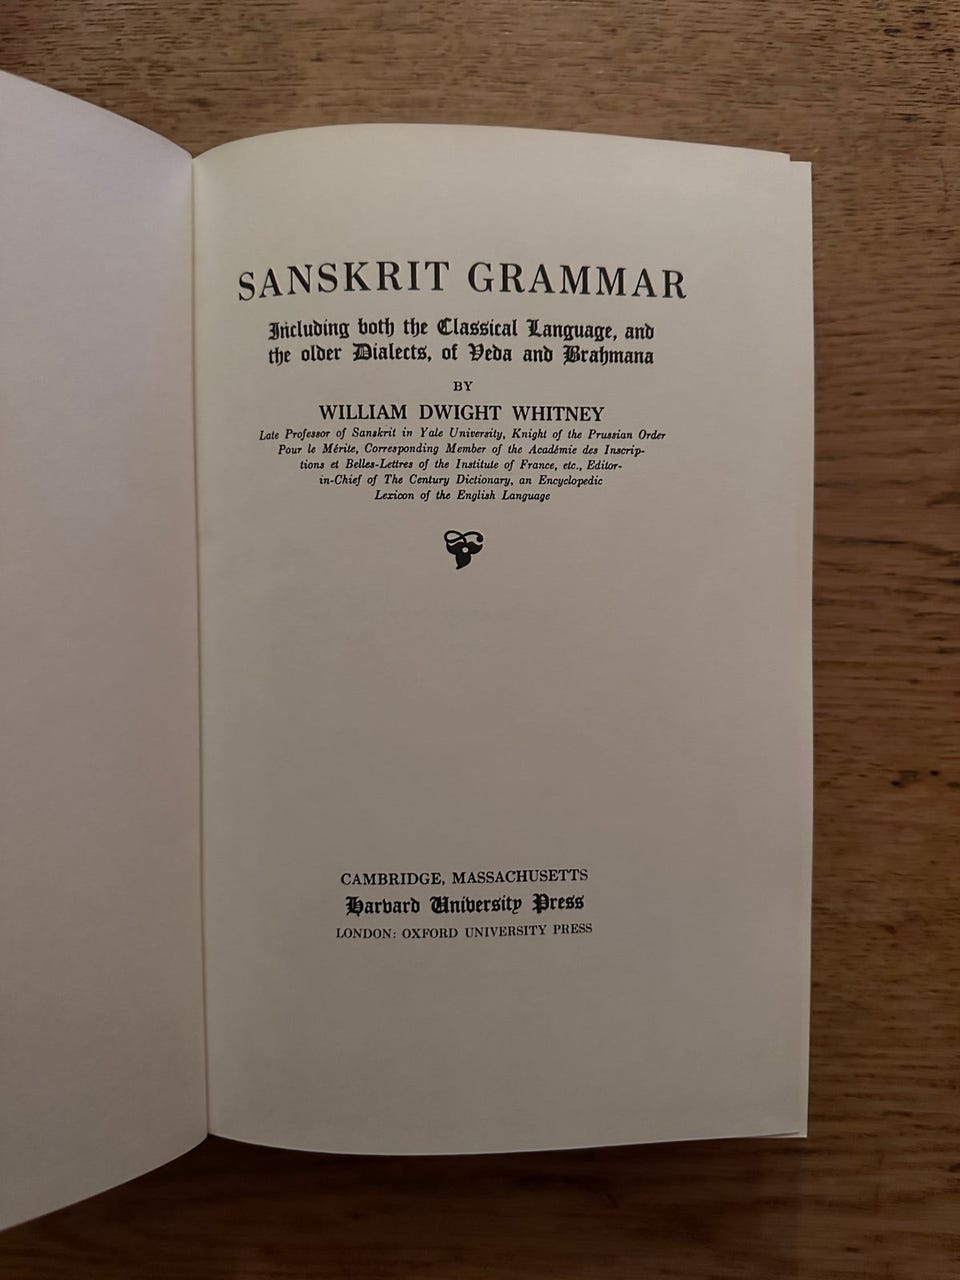 SANSKRIT GRAMMAR
Including both the Classical Language, and
the older Dialects, of Veda and Brahmana
BY
WILLIAM DWIGHT WHITNEY
Late Professor of Sanskrit in Yale University, Knight of the Prussian Order
Pour le Mérite, Corresponding Member of the Académie des Inscrip-
tions et Belles-Lettres of the Institute of France, etc., Editor-
in-Chief of The Century Dictionary, an Encyclopedic
Lexicon of the English Language
CAMBRIDGE, MASSACHUSETTS
Harvard University Press
LONDON: OXFORD UNIVERSITY PRESS